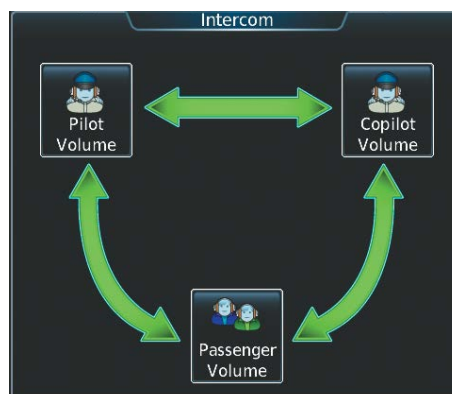 Intercom
Pilot
Volume
Copilot
Volume
Passenger
Volume